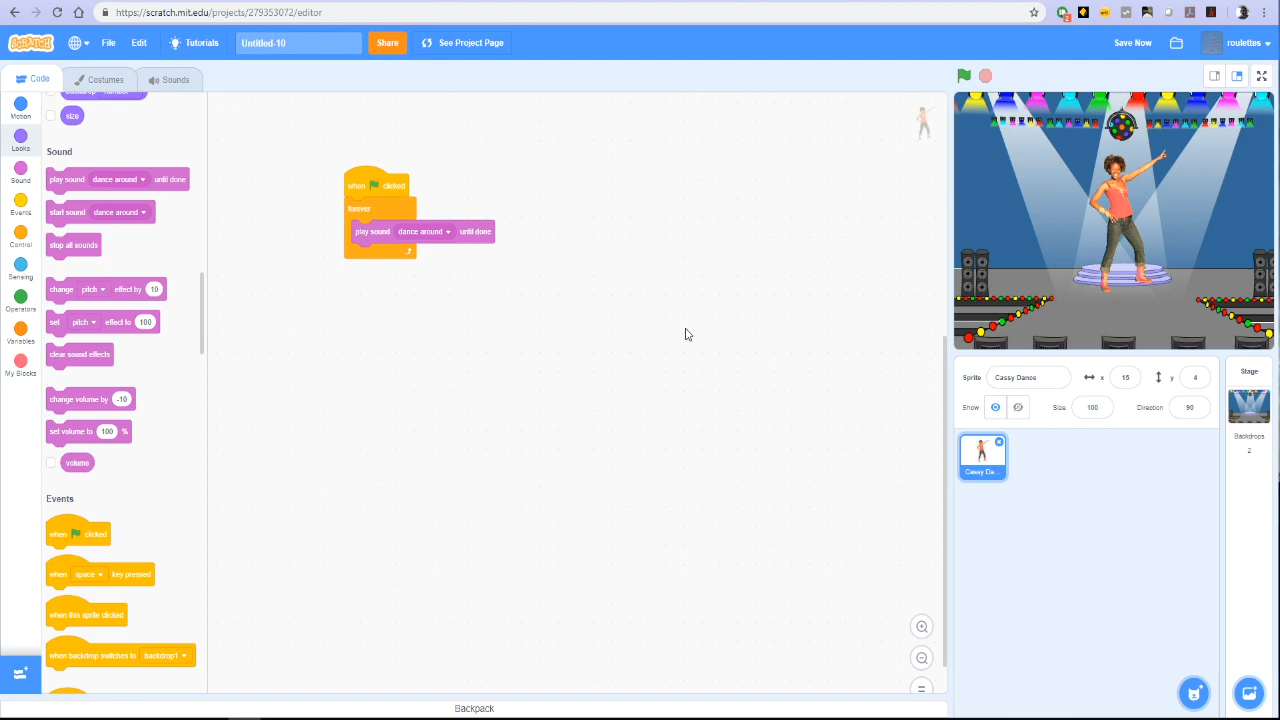 https://scratch.mit.edu/projects/279353072/editor
SCRATCH
File
Edit
Tutorials
Untitled-10
Share
See Project Page
Save Now
roulettes
Code
Costumes
Sounds
Motion
Looks
Sound
Events
Control
Sensing
Operators
Variables
My Blocks
size
Sound
play sound dance around until done
start sound dance around
stop all sounds
change pitch effect by 10
set pitch effect to 100
clear sound effects
change volume by -10
set volume to 100 %
volume
Events
when clicked
when space key pressed
when this sprite clicked
when backdrop switches to backdrop1
when clicked
forever
play sound dance around until done
Sprite Cassy Dance x 15 y 4
Show Size 100 Direction 90
Cassy Da...
Stage
Backdrops
2
Backpack